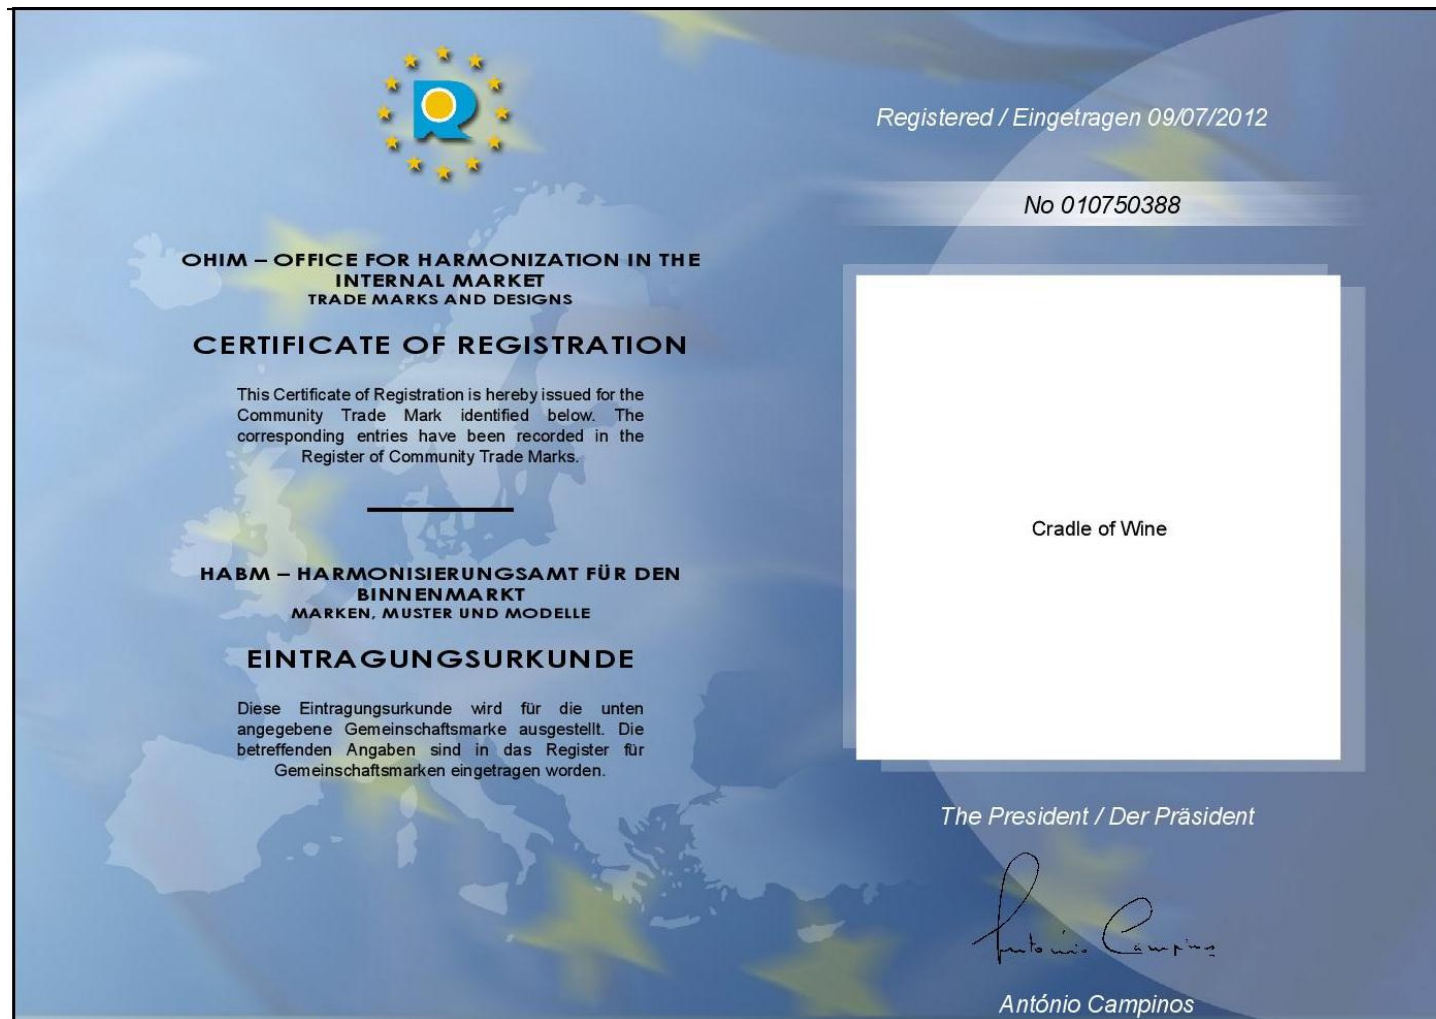 OHIM – OFFICE FOR HARMONIZATION IN THE
INTERNAL MARKET
TRADE MARKS AND DESIGNS
CERTIFICATE OF REGISTRATION
This Certificate of Registration is hereby issued for the
Community Trade Mark identified below. The
corresponding entries have been recorded in the
Register of Community Trade Marks.
HABM – HARMONISIERUNGSAMT FÜR DEN
BINNENMARKT
MARKEN, MUSTER UND MODELLE
EINTRAGUNGSURKUNDE
Diese Eintragungsurkunde wird für die unten
angegebene Gemeinschaftsmarke ausgestellt. Die
betreffenden Angaben sind in das Register für
Gemeinschaftsmarken eingetragen worden.
Registered / Eingetragen 09/07/2012
No 010750388
Cradle of Wine
The President / Der Präsident
António Campinos
António Campinos